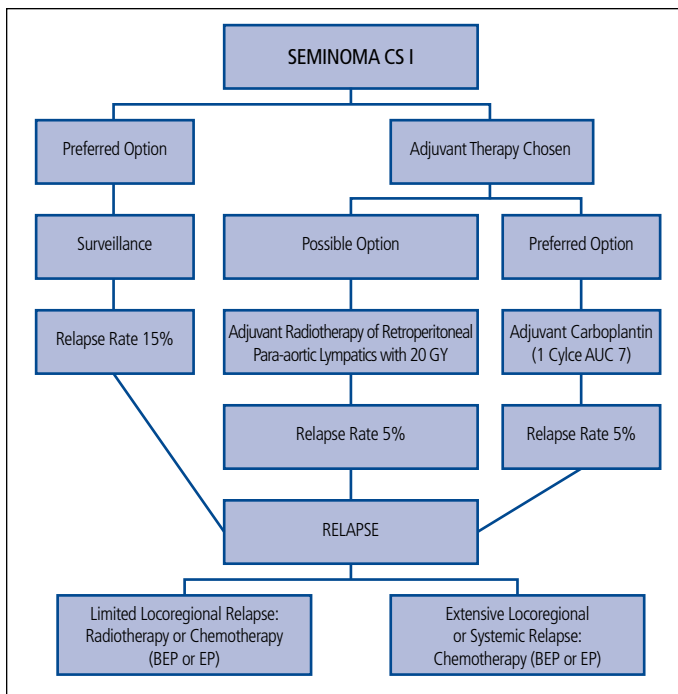 SEMINOMA CS I
Preferred Option
Adjuvant Therapy Chosen
Surveillance
Possible Option
Preferred Option
Relapse Rate 15%
Adjuvant Radiotherapy of Retroperitoneal
Para-aortic Lympatics with 20 GY
Adjuvant Carboplantin
(1 Cylce AUC 7)
Relapse Rate 5%
Relapse Rate 5%
RELAPSE
Limited Locoregional Relapse:
Radiotherapy or Chemotherapy
(BEP or EP)
Extensive Locoregional
or Systemic Relapse:
Chemotherapy (BEP or EP)